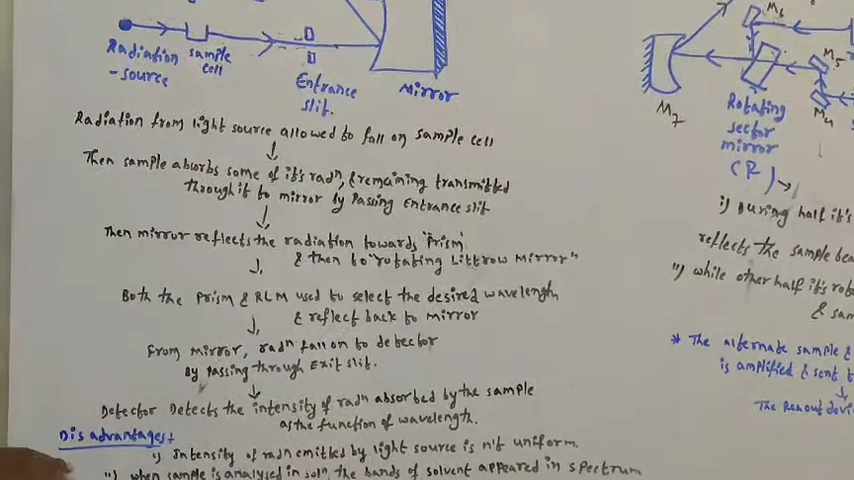 Radiation
-source
sample
cell
Entrance
slit.
Mirror
Radiation from light source allowed to fall on sample cell
Then sample absorbs some of it's radⁿ, & remaining transmitted
through it to mirror by passing Entrance slit
Then mirror reflects the radiation towards "Prism"
& then to "rotating Littrow Mirror"
Both the Prism & RLM used to select the desired wavelength
& reflect back to mirror
From mirror, radⁿ fall on to detector
By passing through Exit slit.
Detector Detects the intensity of radⁿ absorbed by the sample
as the function of wavelength.
Disadvantages:
i) Intensity of radn emitted by light source is n't uniform.
ii) when sample is analysed in solⁿ, the bands of solvent appeared in spectrum
M6
M5
M4
M7
Rotating
sector
mirror
(R)
i) During half it's
reflects the sample
ii) while other half it's
&
* The alternate sample &
is amplified & sent
The Readout